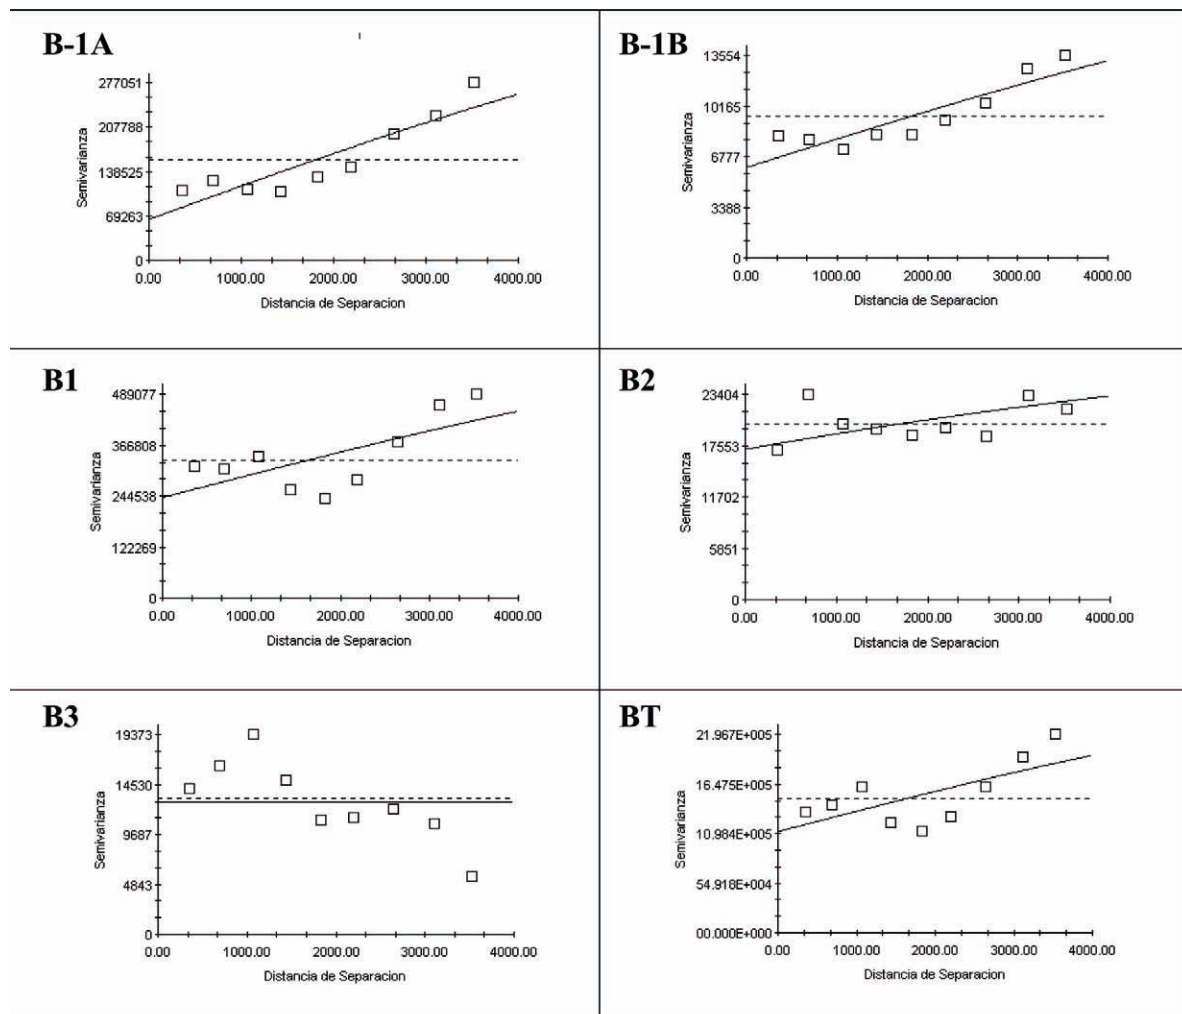 B-1A
277051
207788
138525
69263
0
Semivarianza
0.00 1000.00 2000.00 3000.00 4000.00
Distancia de Separacion
B-1B
13554
10165
6777
3388
0
Semivarianza
0.00 1000.00 2000.00 3000.00 4000.00
Distancia de Separacion
B1
489077
366808
244538
122269
0
Semivarianza
0.00 1000.00 2000.00 3000.00 4000.00
Distancia de Separacion
B2
23404
17553
11702
5851
0
Semivarianza
0.00 1000.00 2000.00 3000.00 4000.00
Distancia de Separacion
B3
19373
14530
9687
4843
0
Semivarianza
0.00 1000.00 2000.00 3000.00 4000.00
Distancia de Separacion
BT
21.967E+005
16.475E+005
10.984E+005
54.918E+004
00.000E+000
Semivarianza
0.00 1000.00 2000.00 3000.00 4000.00
Distancia de Separacion